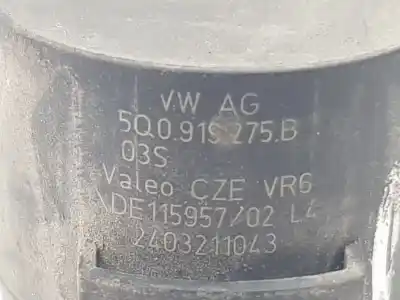 VW AG
5Q0.919.275.B
03S
Valeo CZE VR6
DE115957/02 L4
2403211043